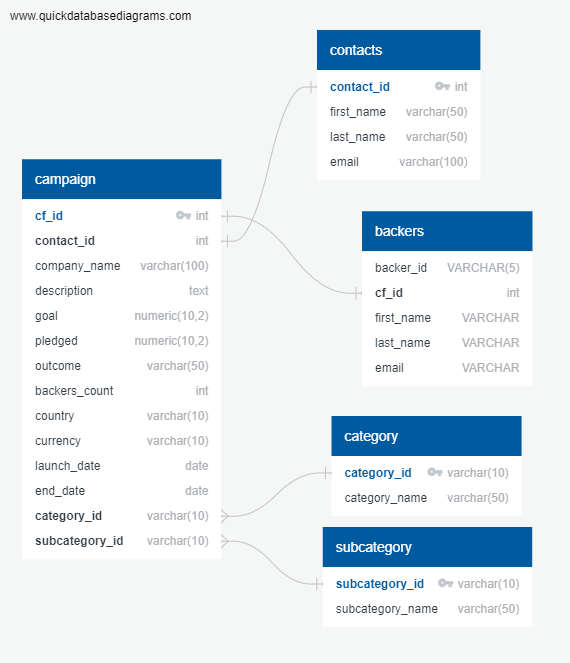 www.quickdatabasediagrams.com
contacts
contact_id int
first_name varchar(50)
last_name varchar(50)
email varchar(100)
campaign
cf_id int
contact_id int
company_name varchar(100)
description text
goal numeric(10,2)
pledged numeric(10,2)
outcome varchar(50)
backers_count int
country varchar(10)
currency varchar(10)
launch_date date
end_date date
category_id varchar(10)
subcategory_id varchar(10)
backers
backer_id VARCHAR(5)
cf_id int
first_name VARCHAR
last_name VARCHAR
email VARCHAR
category
category_id varchar(10)
category_name varchar(50)
subcategory
subcategory_id varchar(10)
subcategory_name varchar(50)